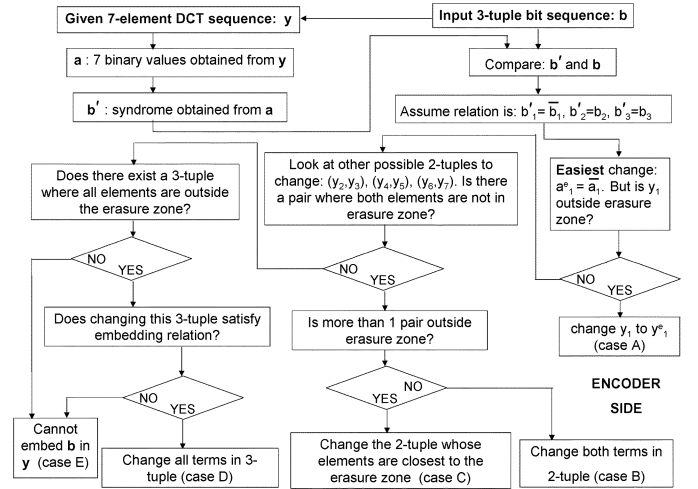 Given 7-element DCT sequence: y
Input 3-tuple bit sequence: b
a : 7 binary values obtained from y
Compare: b′ and b
b′ : syndrome obtained from a
Assume relation is: b′₁= b̅₁, b′₂=b₂, b′₃=b₃
Does there exist a 3-tuple
where all elements are outside
the erasure zone?
Look at other possible 2-tuples to
change: (y₂,y₃), (y₄,y₅), (y₆,y₇). Is there
a pair where both elements are not in
erasure zone?
Easiest change:
aᵉ₁ = a̅₁. But is y₁
outside erasure
zone?
NO
YES
NO
YES
NO
YES
Does changing this 3-tuple satisfy
embedding relation?
Is more than 1 pair outside
erasure zone?
change y₁ to yᵉ₁
(case A)
NO
YES
NO
YES
ENCODER
SIDE
Cannot
embed b in
y (case E)
Change all terms in 3-
tuple (case D)
Change the 2-tuple whose
elements are closest to the
erasure zone (case C)
Change both terms in
2-tuple (case B)